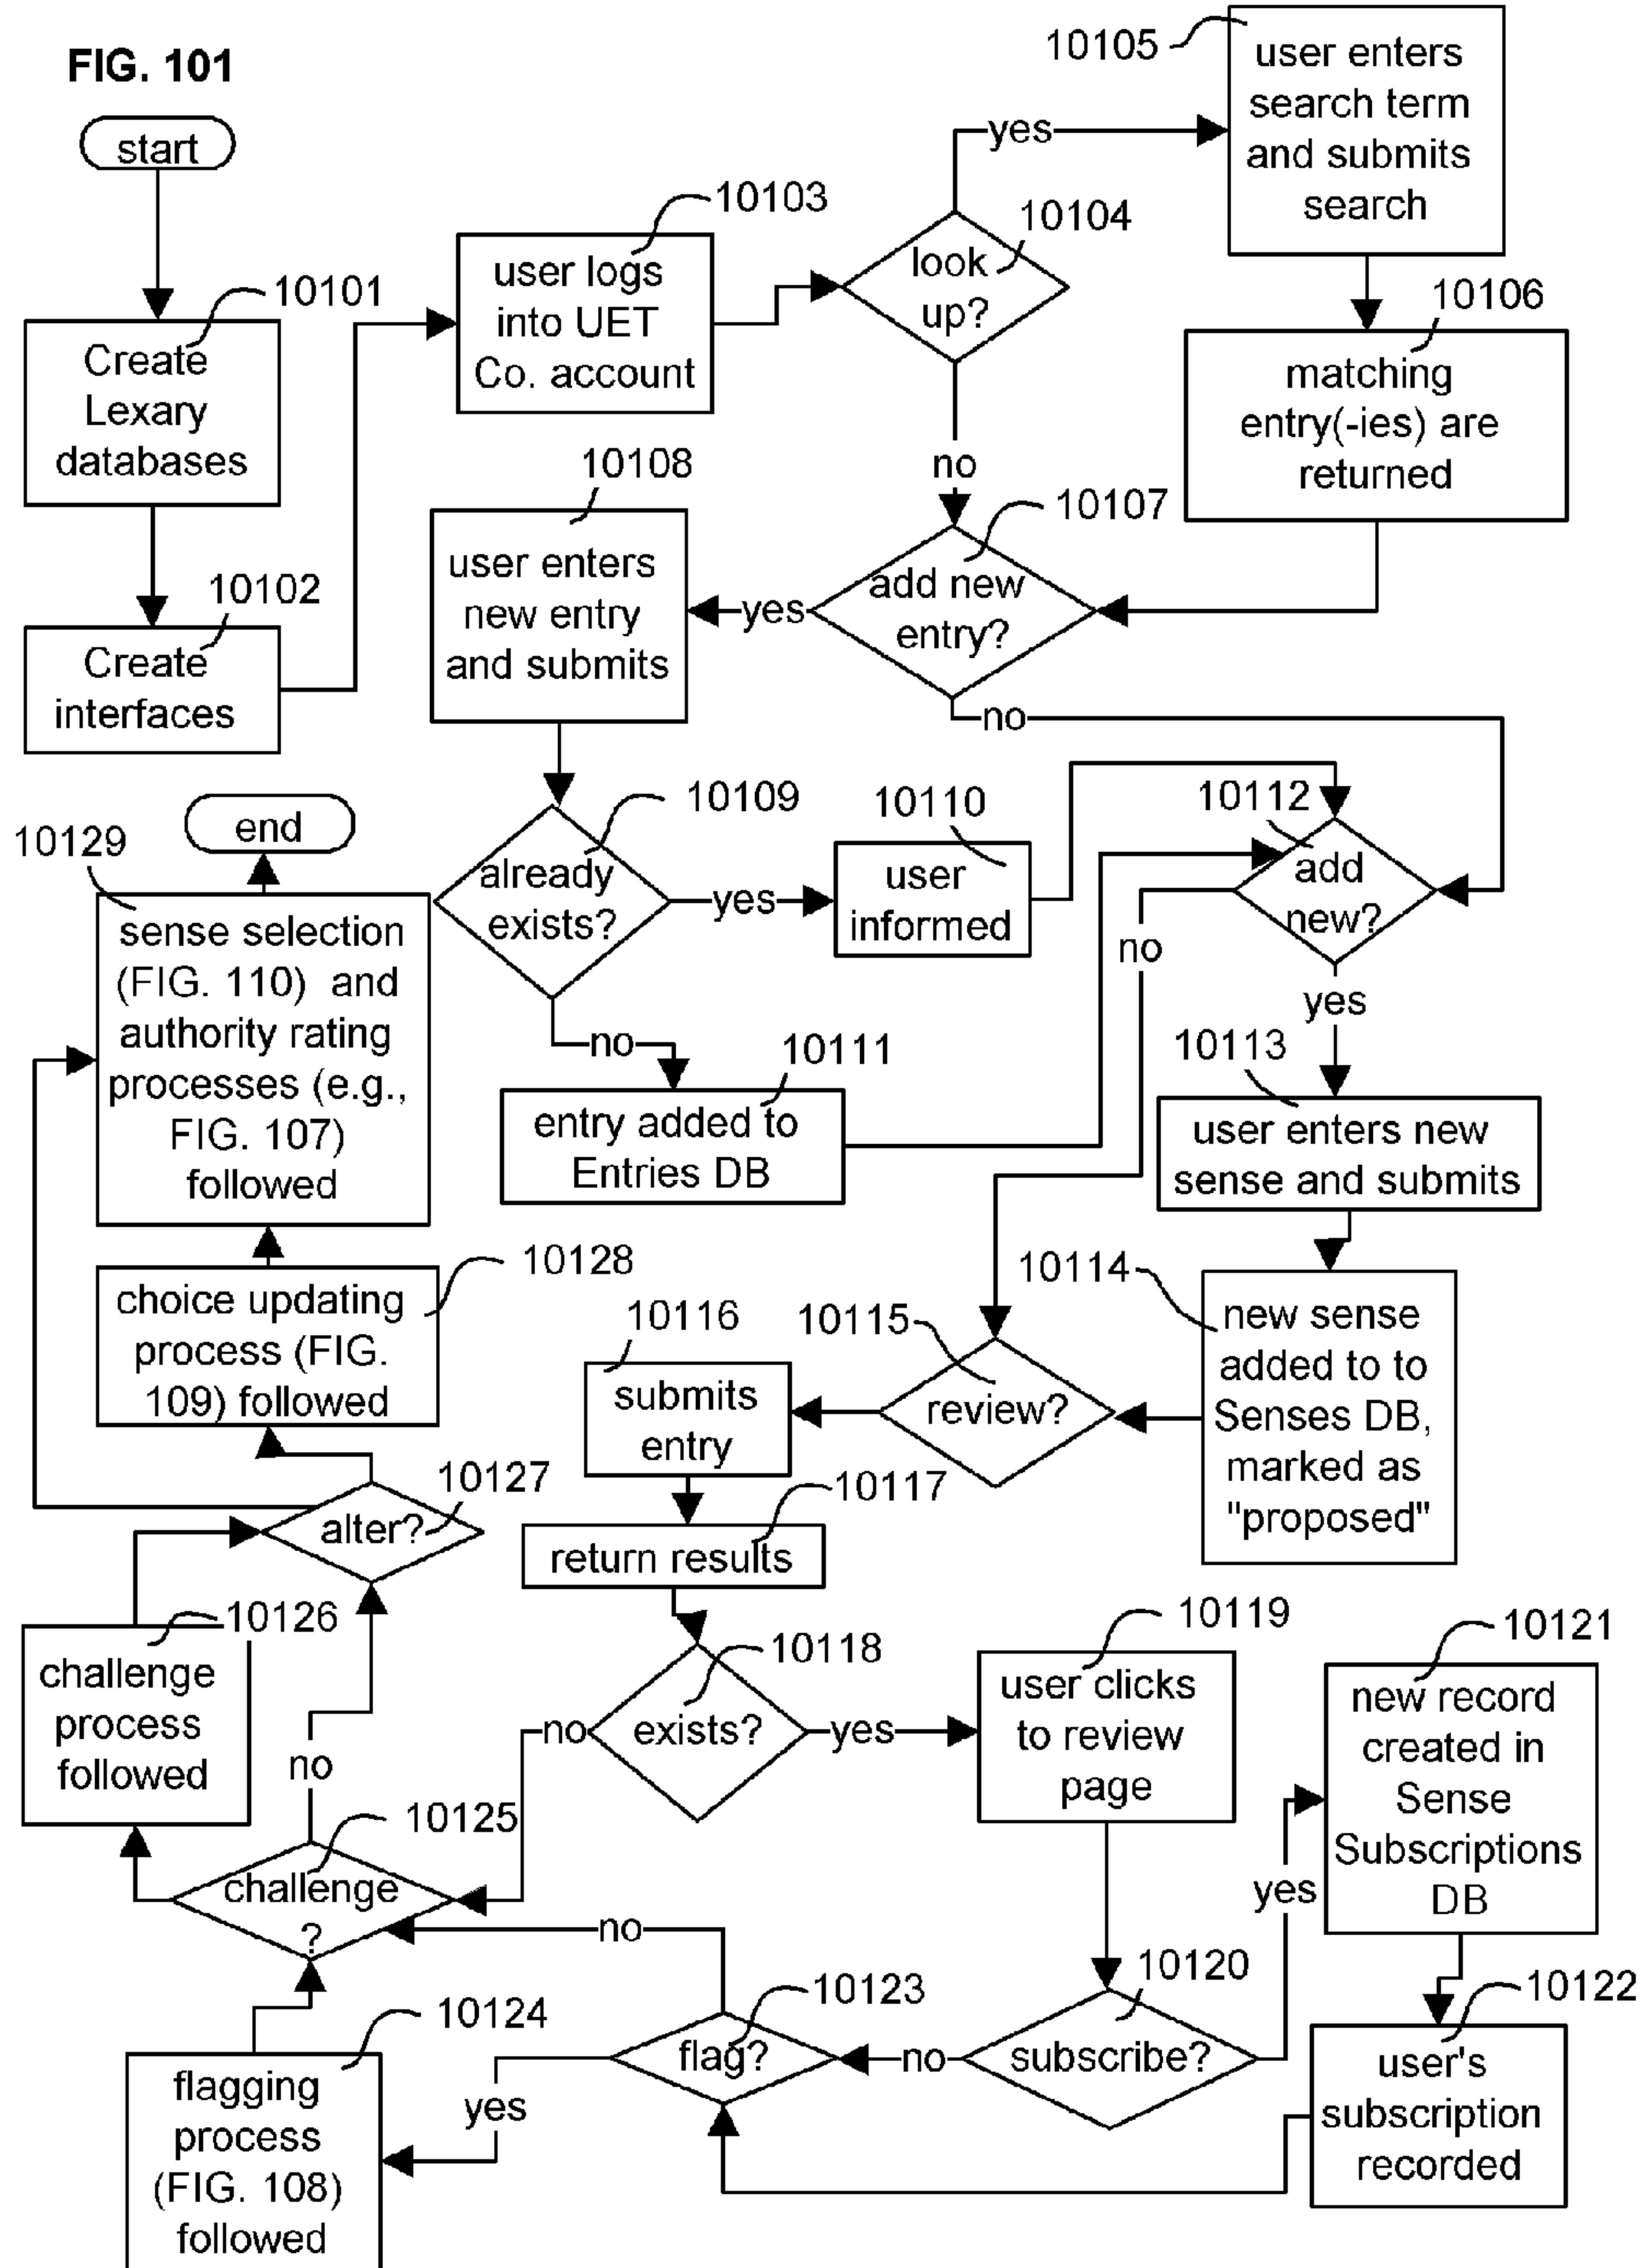 FIG. 101
start
10101
Create
Lexary
databases
10102
Create
interfaces
10103
user logs
into UET
Co. account
10104
look
up?
yes
no
10105
user enters
search term
and submits
search
10106
matching
entry(-ies) are
returned
10107
add new
entry?
yes
no
10108
user enters
new entry
and submits
10109
already
exists?
yes
no
10110
user
informed
10111
entry added to
Entries DB
10112
add
new?
no
yes
10113
user enters new
sense and submits
10114
new sense
added to to
Senses DB,
marked as
"proposed"
10115
review?
10116
submits
entry
10117
return results
10118
exists?
no
yes
10119
user clicks
to review
page
10120
subscribe?
yes
no
10121
new record
created in
Sense
Subscriptions
DB
10122
user's
subscription
recorded
10123
flag?
no
yes
10124
flagging
process
(FIG. 108)
followed
10125
challenge
?
no
10126
challenge
process
followed
10127
alter?
10128
choice updating
process (FIG.
109) followed
10129
sense selection
(FIG. 110) and
authority rating
processes (e.g.,
FIG. 107)
followed
end